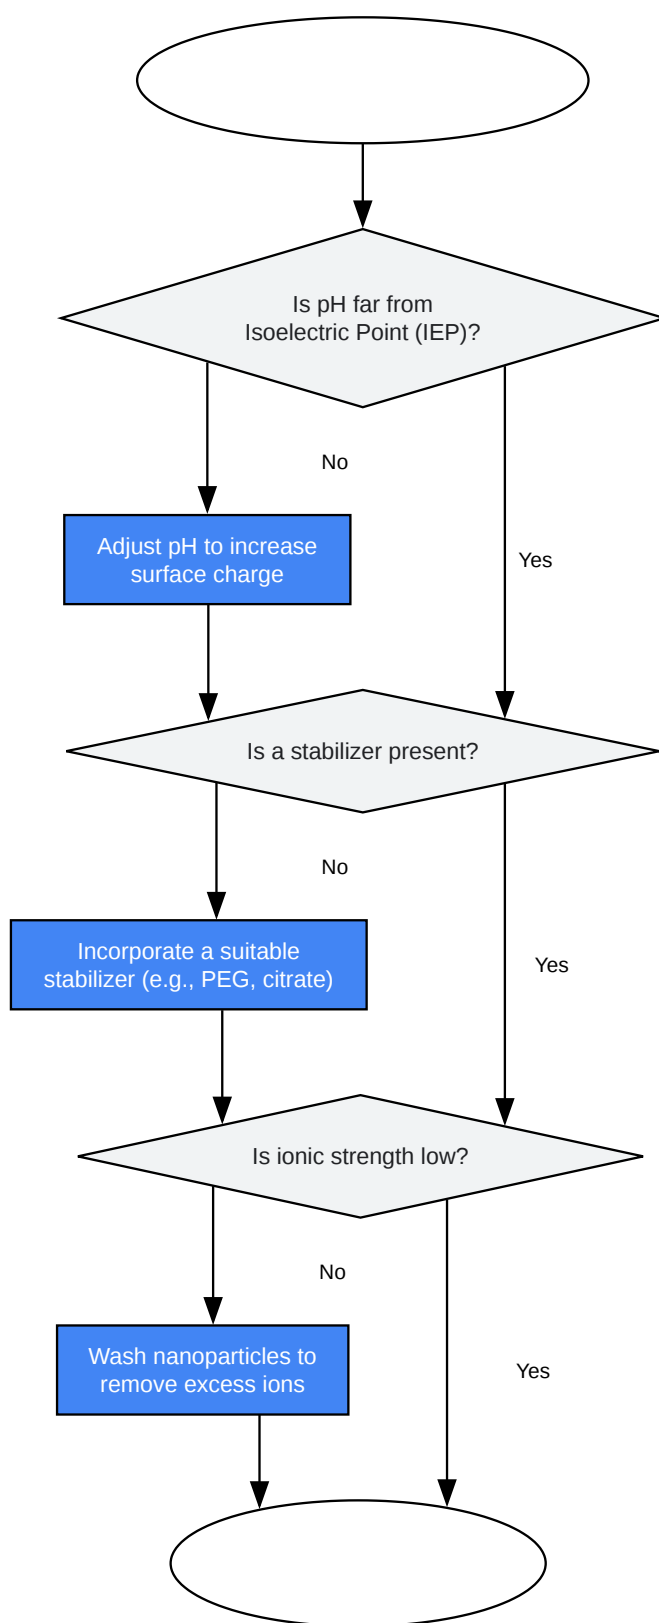 Is pH far from
Isoelectric Point (IEP)?
No
Adjust pH to increase
surface charge
Yes
Is a stabilizer present?
No
Incorporate a suitable
stabilizer (e.g., PEG, citrate)
Yes
Is ionic strength low?
No
Wash nanoparticles to
remove excess ions
Yes